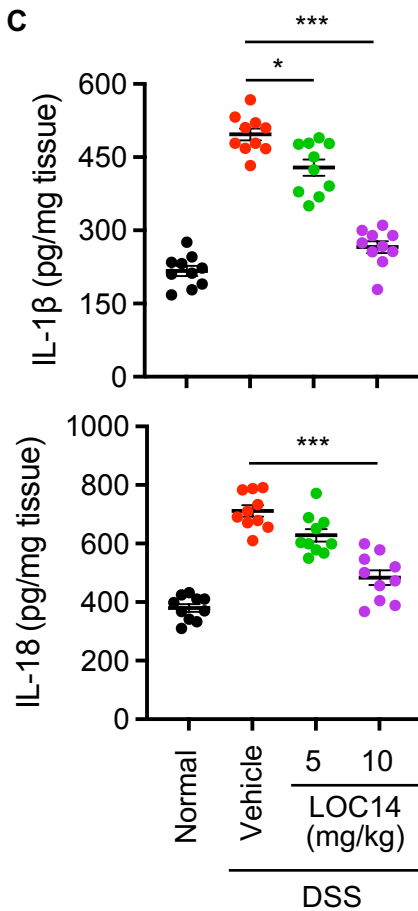 C
***
*
600
450
300
150
0
IL-1β (pg/mg tissue)
***
1000
800
600
400
200
0
IL-18 (pg/mg tissue)
Normal
Vehicle
5 10
LOC14
(mg/kg)
DSS